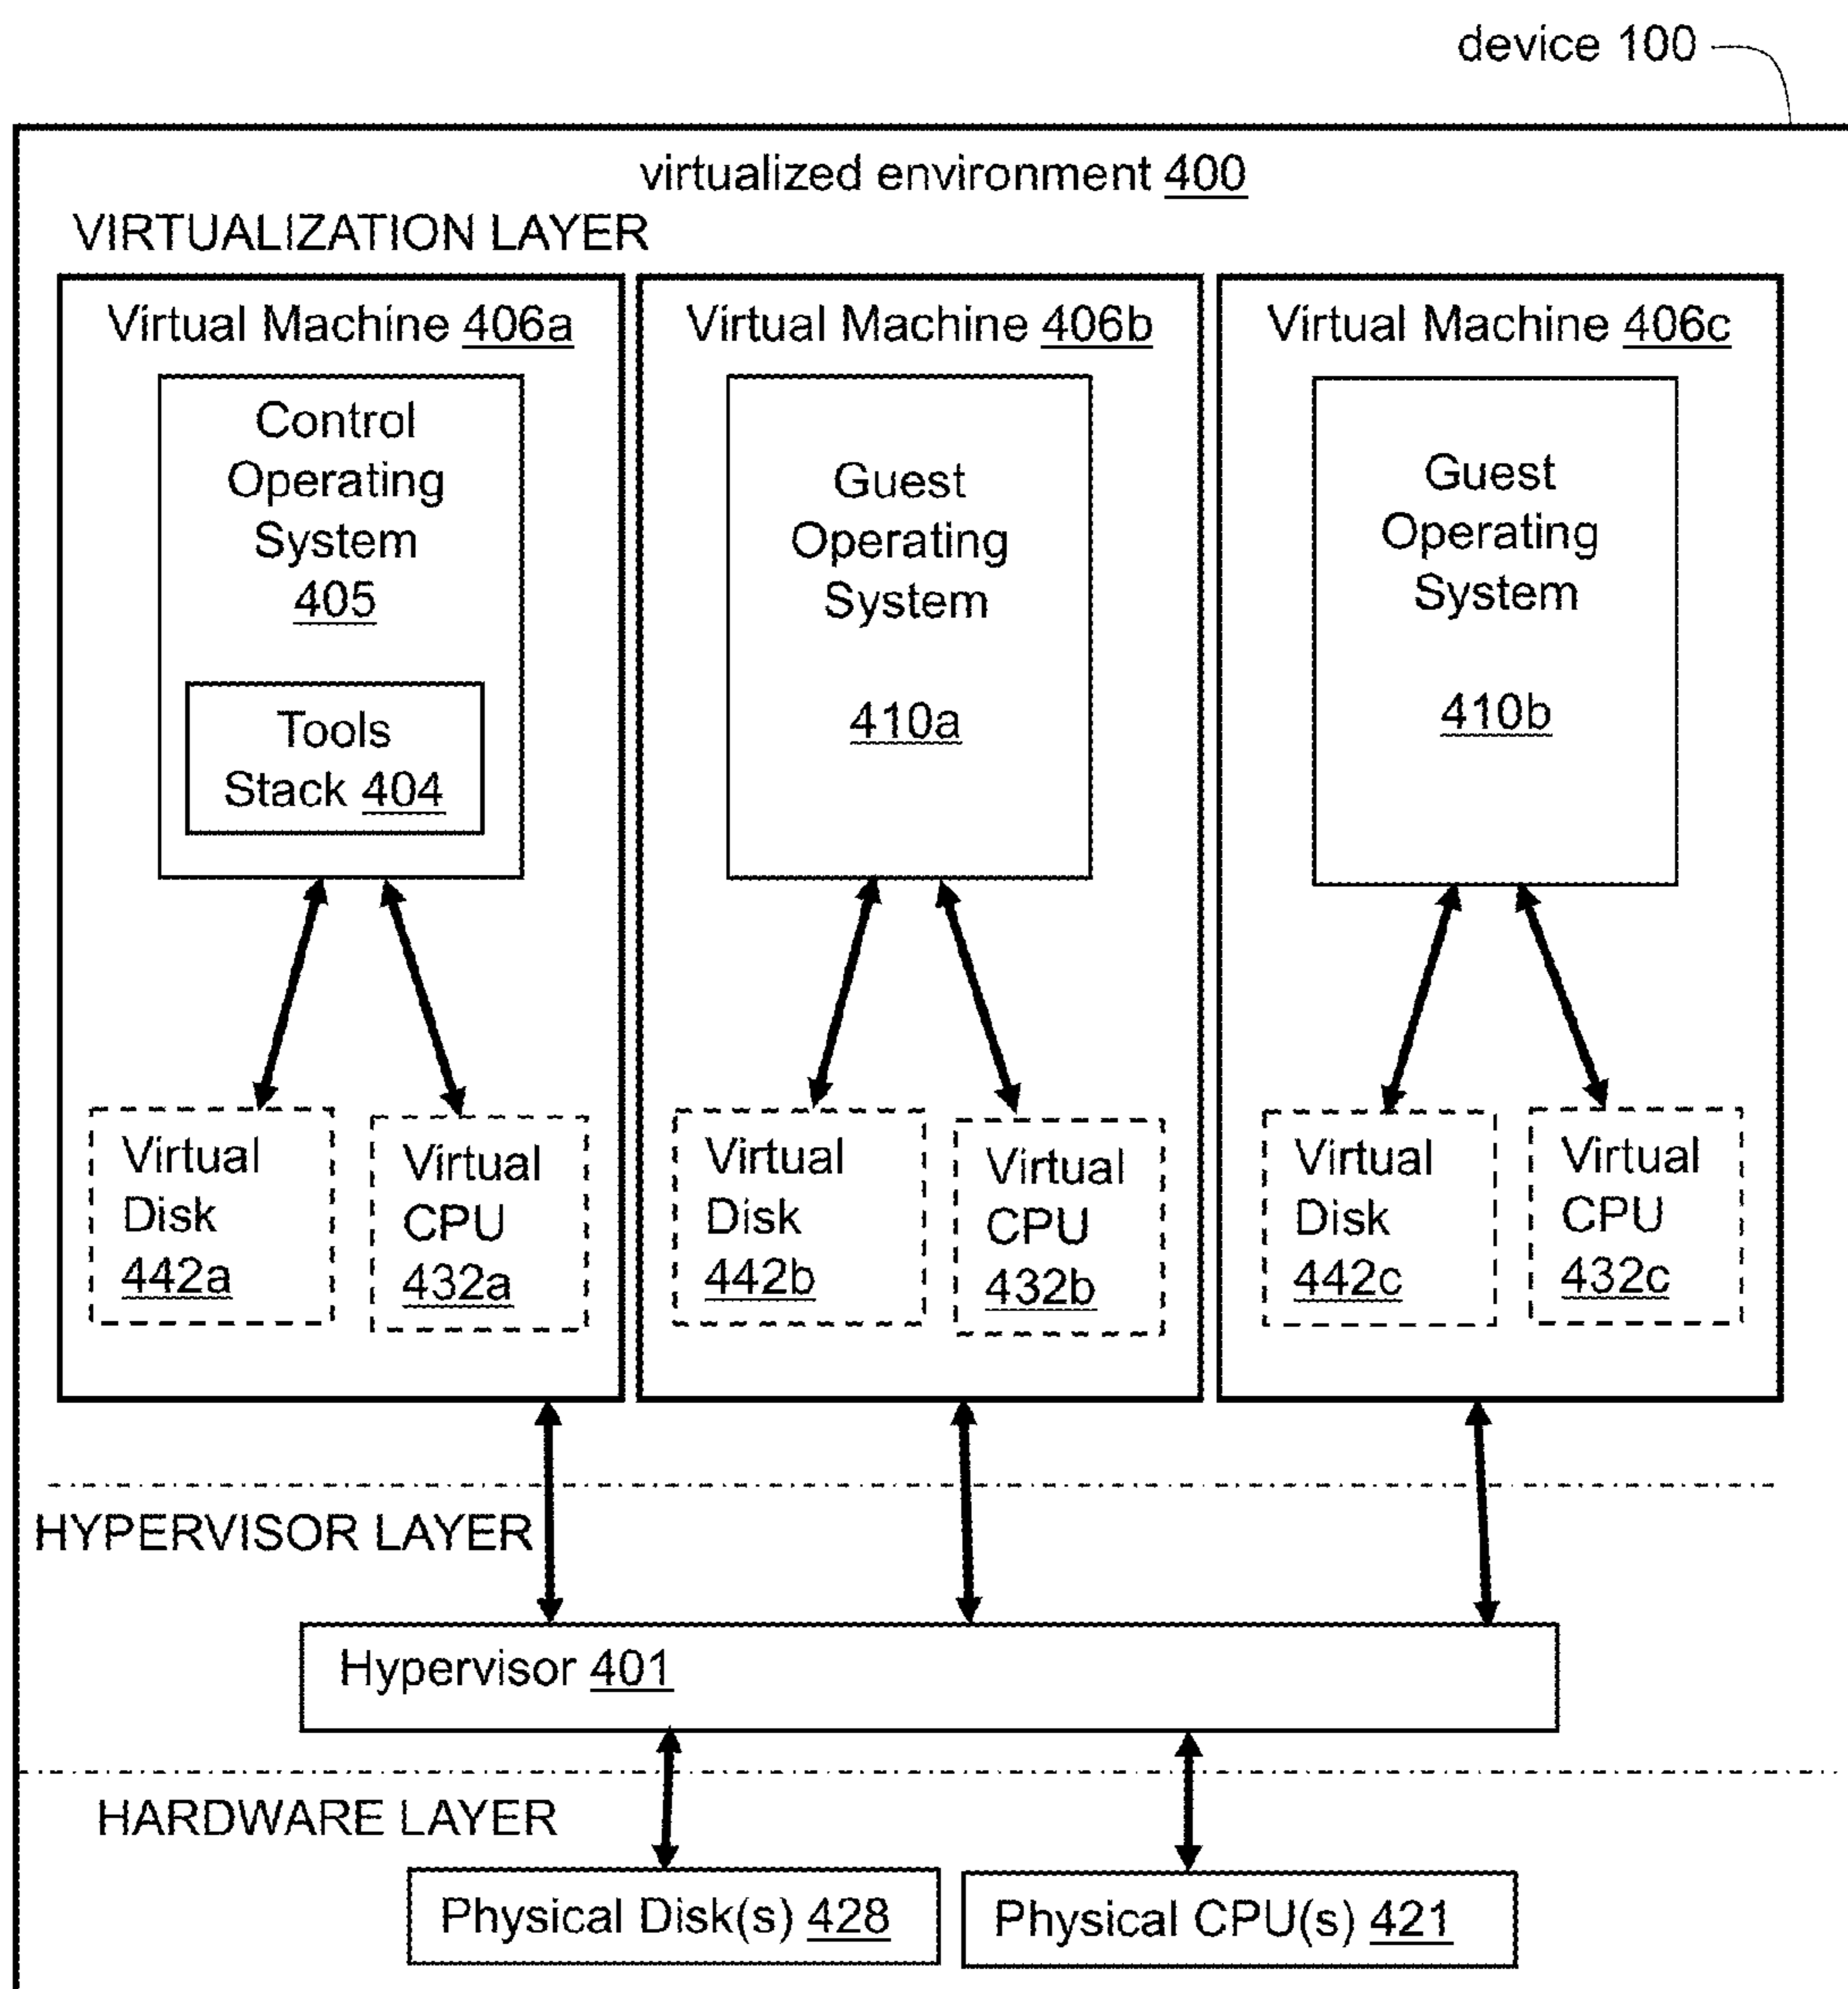 device 100
virtualized environment 400
VIRTUALIZATION LAYER
Virtual Machine 406a
Control
Operating
System
405
Tools
Stack 404
Virtual
Disk
442a
Virtual
CPU
432a
Virtual Machine 406b
Guest
Operating
System
410a
Virtual
Disk
442b
Virtual
CPU
432b
Virtual Machine 406c
Guest
Operating
System
410b
Virtual
Disk
442c
Virtual
CPU
432c
HYPERVISOR LAYER
Hypervisor 401
HARDWARE LAYER
Physical Disk(s) 428
Physical CPU(s) 421